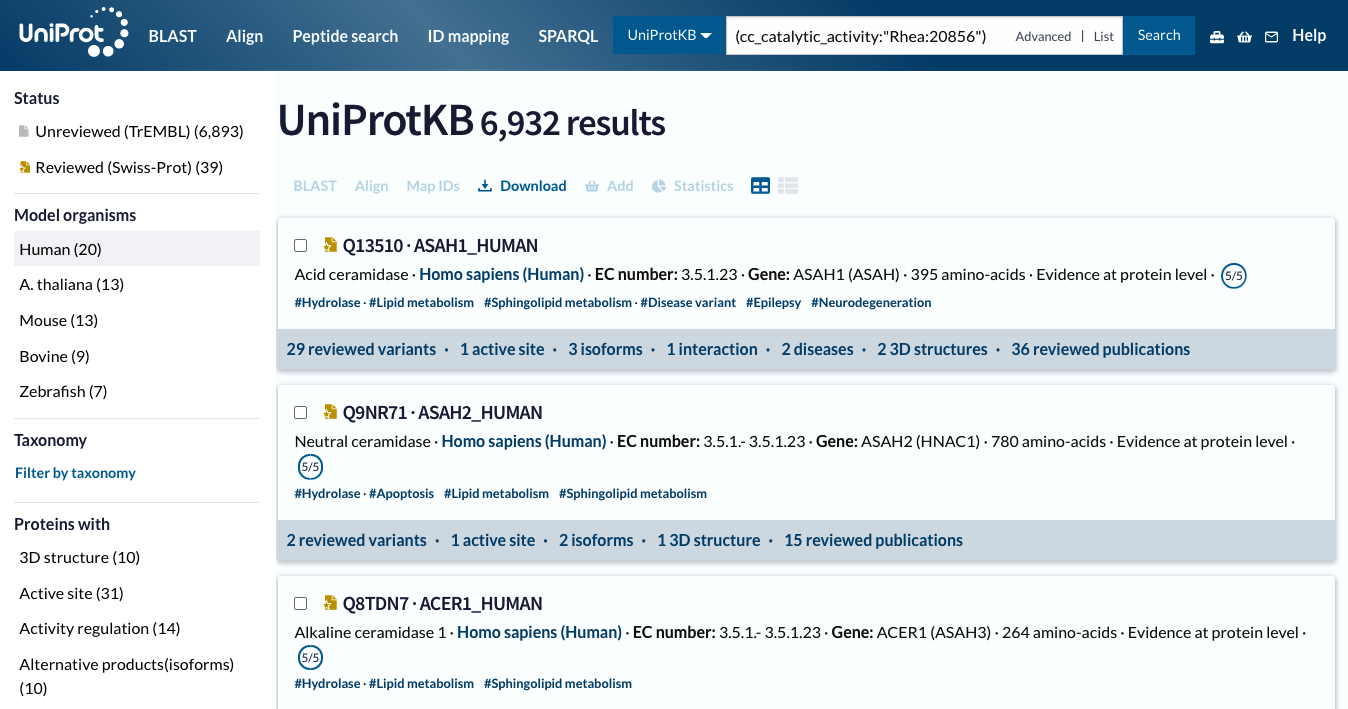 UniProt BLAST Align Peptide search ID mapping SPARQL UniProtKB (cc_catalytic_activity:"Rhea:20856") Advanced | List Search Help
Status
Unreviewed (TrEMBL) (6,893)
Reviewed (Swiss-Prot) (39)
Model organisms
Human (20)
A. thaliana (13)
Mouse (13)
Bovine (9)
Zebrafish (7)
Taxonomy
Filter by taxonomy
Proteins with
3D structure (10)
Active site (31)
Activity regulation (14)
Alternative products(isoforms)
(10)
UniProtKB 6,932 results
BLAST Align Map IDs Download Add Statistics
Q13510 · ASAH1_HUMAN
Acid ceramidase · Homo sapiens (Human) · EC number: 3.5.1.23 · Gene: ASAH1 (ASAH) · 395 amino-acids · Evidence at protein level · 5/5
#Hydrolase · #Lipid metabolism #Sphingolipid metabolism · #Disease variant #Epilepsy #Neurodegeneration
29 reviewed variants · 1 active site · 3 isoforms · 1 interaction · 2 diseases · 2 3D structures · 36 reviewed publications
Q9NR71 · ASAH2_HUMAN
Neutral ceramidase · Homo sapiens (Human) · EC number: 3.5.1.- 3.5.1.23 · Gene: ASAH2 (HNAC1) · 780 amino-acids · Evidence at protein level ·
5/5
#Hydrolase · #Apoptosis #Lipid metabolism #Sphingolipid metabolism
2 reviewed variants · 1 active site · 2 isoforms · 1 3D structure · 15 reviewed publications
Q8TDN7 · ACER1_HUMAN
Alkaline ceramidase 1 · Homo sapiens (Human) · EC number: 3.5.1.- 3.5.1.23 · Gene: ACER1 (ASAH3) · 264 amino-acids · Evidence at protein level ·
5/5
#Hydrolase · #Lipid metabolism #Sphingolipid metabolism